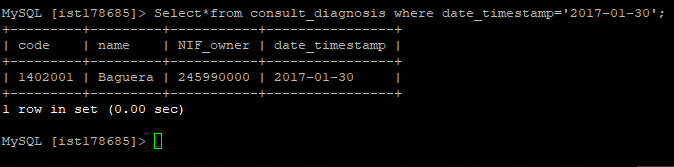 MySQL [ist178685]> Select*from consult_diagnosis where date_timestamp='2017-01-30';
+---------+---------+-----------+----------------+
| code    | name    | NIF_owner | date_timestamp |
+---------+---------+-----------+----------------+
| 1402001 | Baguera | 245990000 | 2017-01-30     |
+---------+---------+-----------+----------------+
1 row in set (0.00 sec)
MySQL [ist178685]>